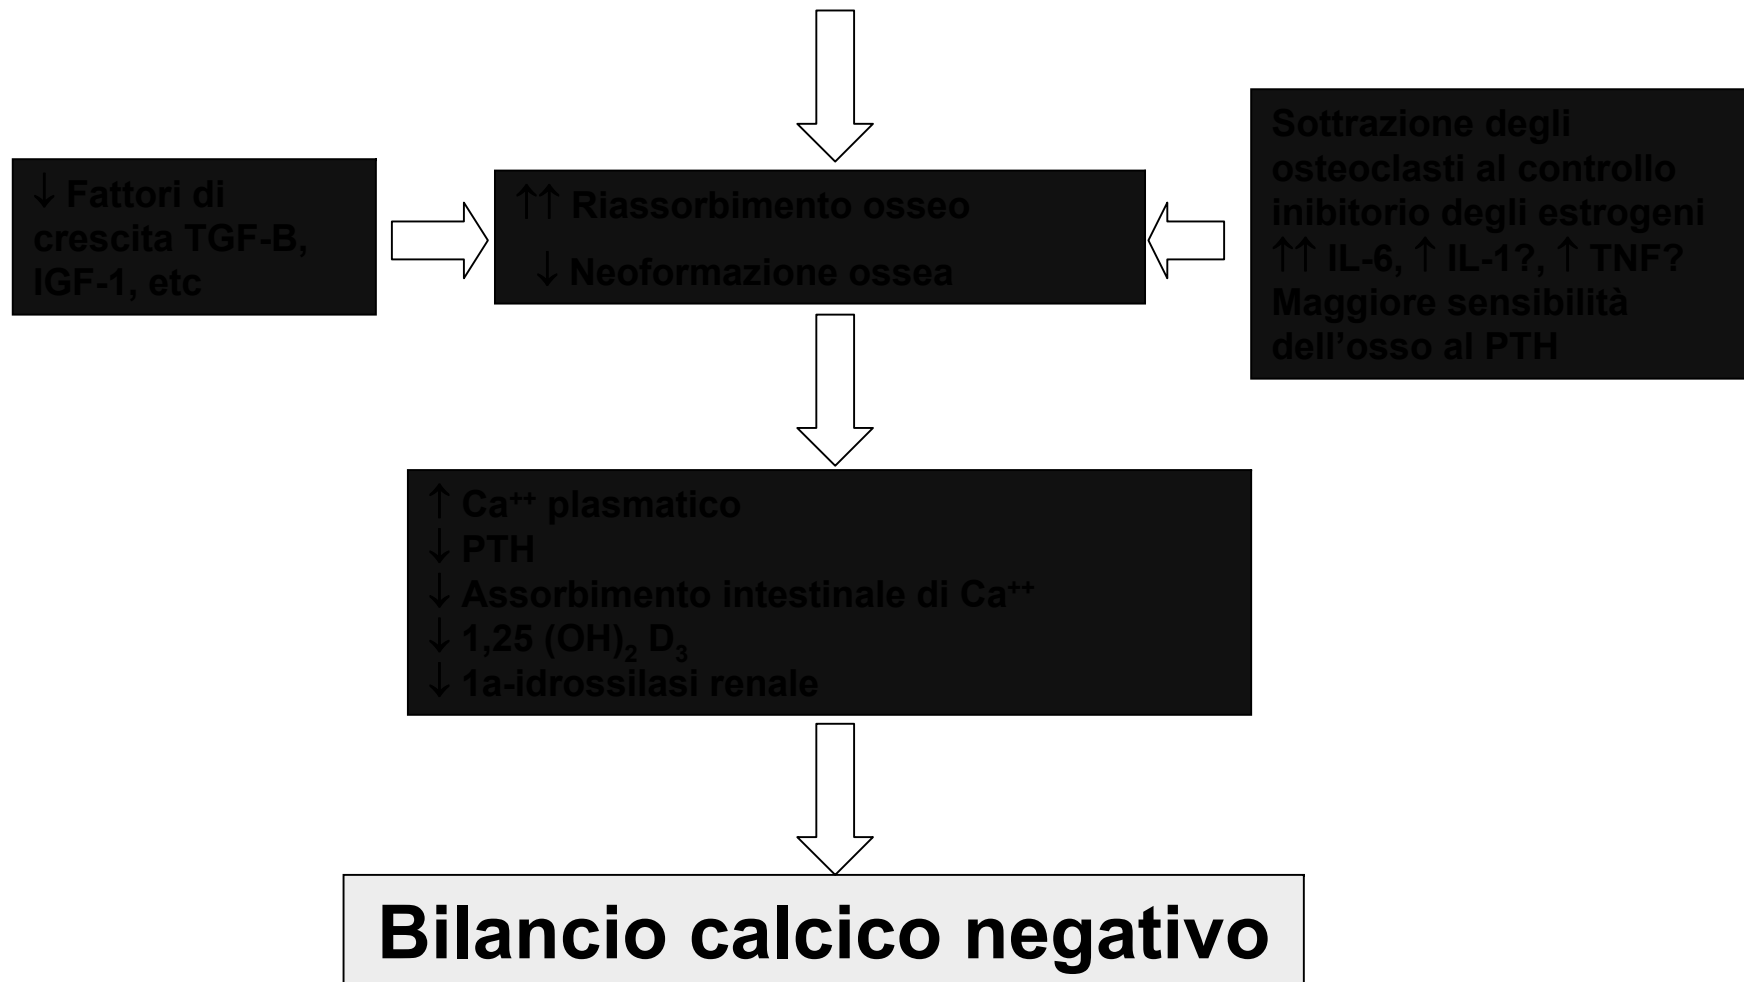 ↓ Fattori di
crescita TGF-B,
IGF-1, etc
↑↑ Riassorbimento osseo
↓ Neoformazione ossea
Sottrazione degli
osteoclasti al controllo
inibitorio degli estrogeni
↑↑ IL-6, ↑ IL-1?, ↑ TNF?
Maggiore sensibilità
dell’osso al PTH
↑ Ca⁺⁺ plasmatico
↓ PTH
↓ Assorbimento intestinale di Ca⁺⁺
↓ 1,25 (OH)₂ D₃
↓ 1a-idrossilasi renale
Bilancio calcico negativo